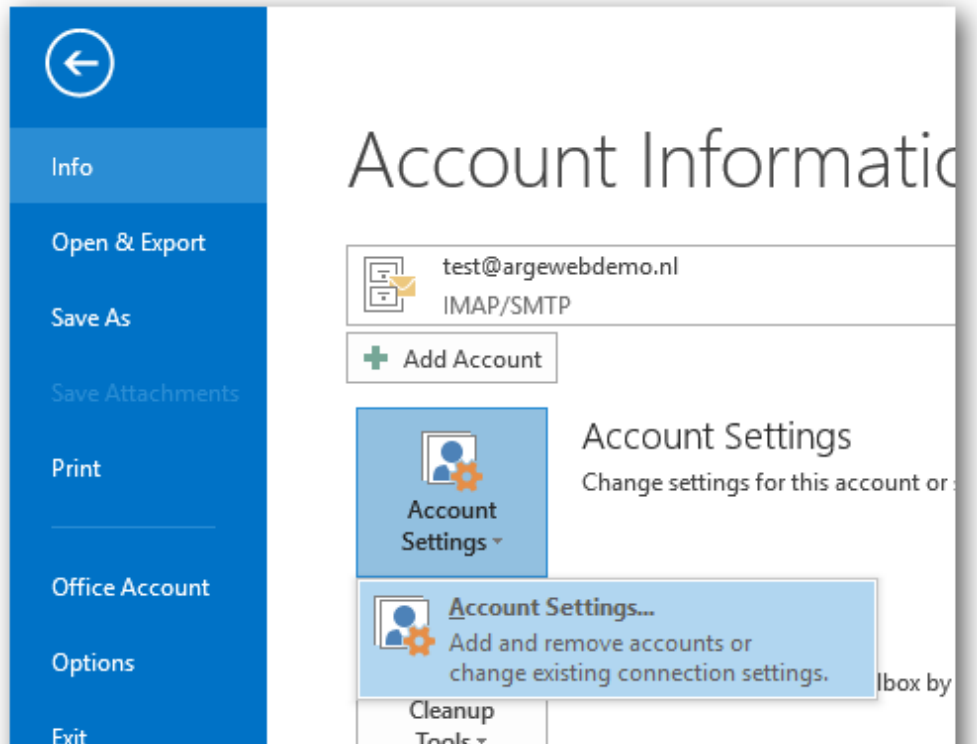 Info
Open & Export
Save As
Save Attachments
Print
Office Account
Options
Exit
Account Informatio
test@argewebdemo.nl
IMAP/SMTP
Add Account
Account
Settings
Account Settings
Change settings for this account or
Account Settings...
Add and remove accounts or
change existing connection settings.
lbox by
Cleanup
Tools